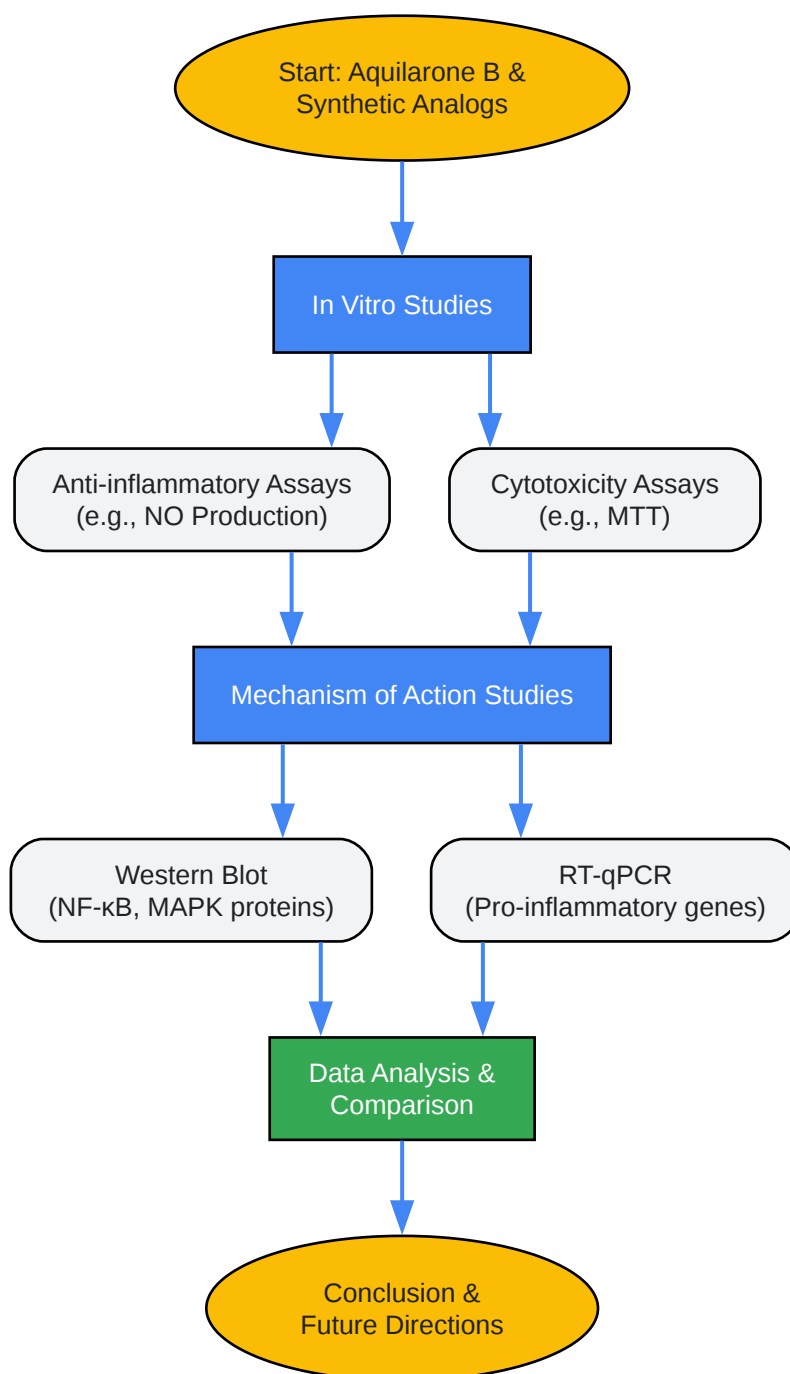 Start: Aquilarone B &
Synthetic Analogs
In Vitro Studies
Anti-inflammatory Assays
(e.g., NO Production)
Cytotoxicity Assays
(e.g., MTT)
Mechanism of Action Studies
Western Blot
(NF-κB, MAPK proteins)
RT-qPCR
(Pro-inflammatory genes)
Data Analysis &
Comparison
Conclusion &
Future Directions